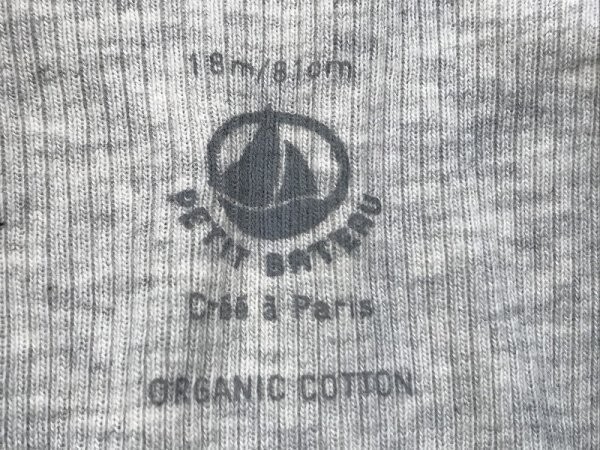 18m/81cm
PETIT BATEAU
Créé à Paris
ORGANIC COTTON